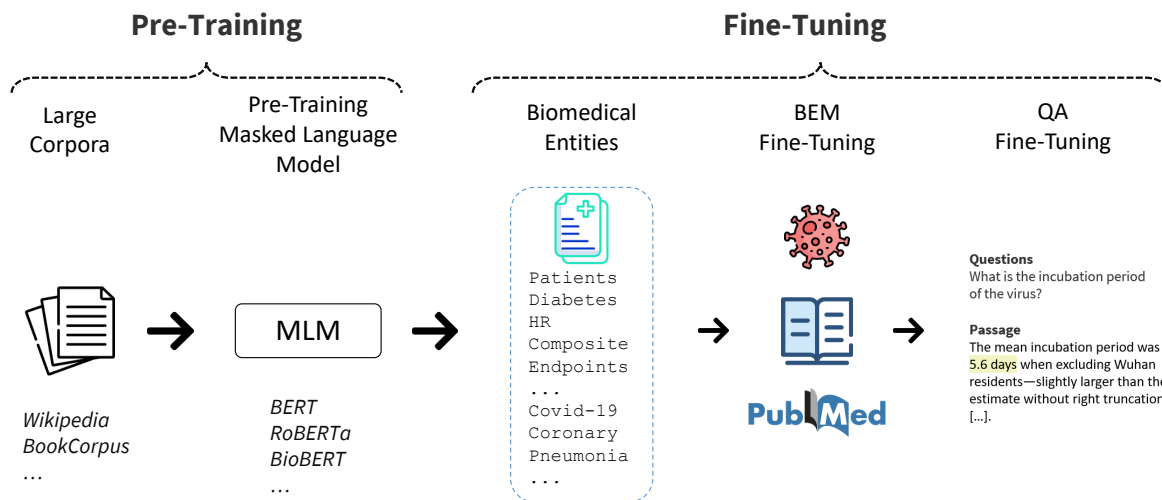 Pre-Training
Fine-Tuning
Large
Corpora
Pre-Training
Masked Language
Model
Biomedical
Entities
BEM
Fine-Tuning
QA
Fine-Tuning
Wikipedia
BookCorpus
...
MLM
BERT
RoBERTa
BioBERT
...
Patients
Diabetes
HR
Composite
Endpoints
...
Covid-19
Coronary
Pneumonia
...
PubMed
Questions
What is the incubation period
of the virus?
Passage
The mean incubation period was
5.6 days when excluding Wuhan
residents—slightly larger than the
estimate without right truncation
[...].